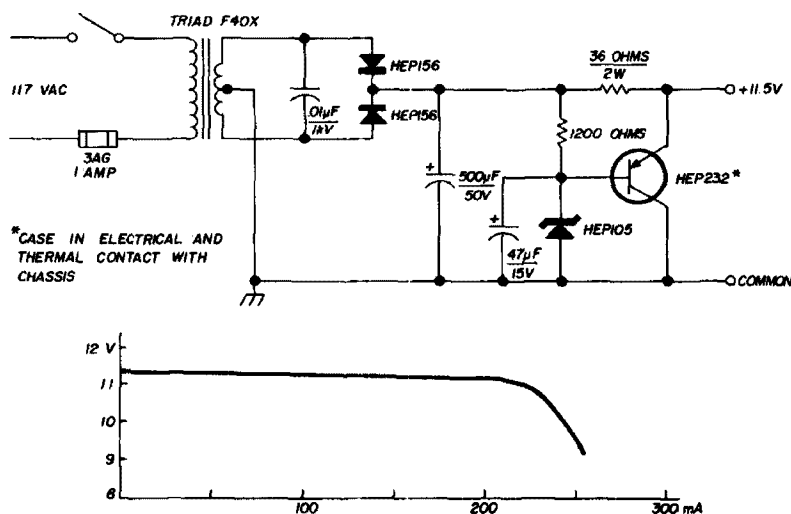 TRIAD F40X
117 VAC
3AG
1 AMP
.01µF
1kV
HEP156
HEP156
36 OHMS
2W
+11.5V
1200 OHMS
HEP232*
500µF
50V
+
47µF
15V
+
HEP105
*CASE IN ELECTRICAL AND
THERMAL CONTACT WITH
CHASSIS
COMMON
12 V
11
10
9
6
100
200
300 mA